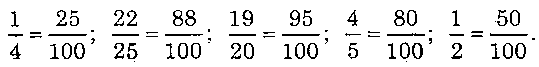 1/4 = 25/100; 22/25 = 88/100; 19/20 = 95/100; 4/5 = 80/100; 1/2 = 50/100.